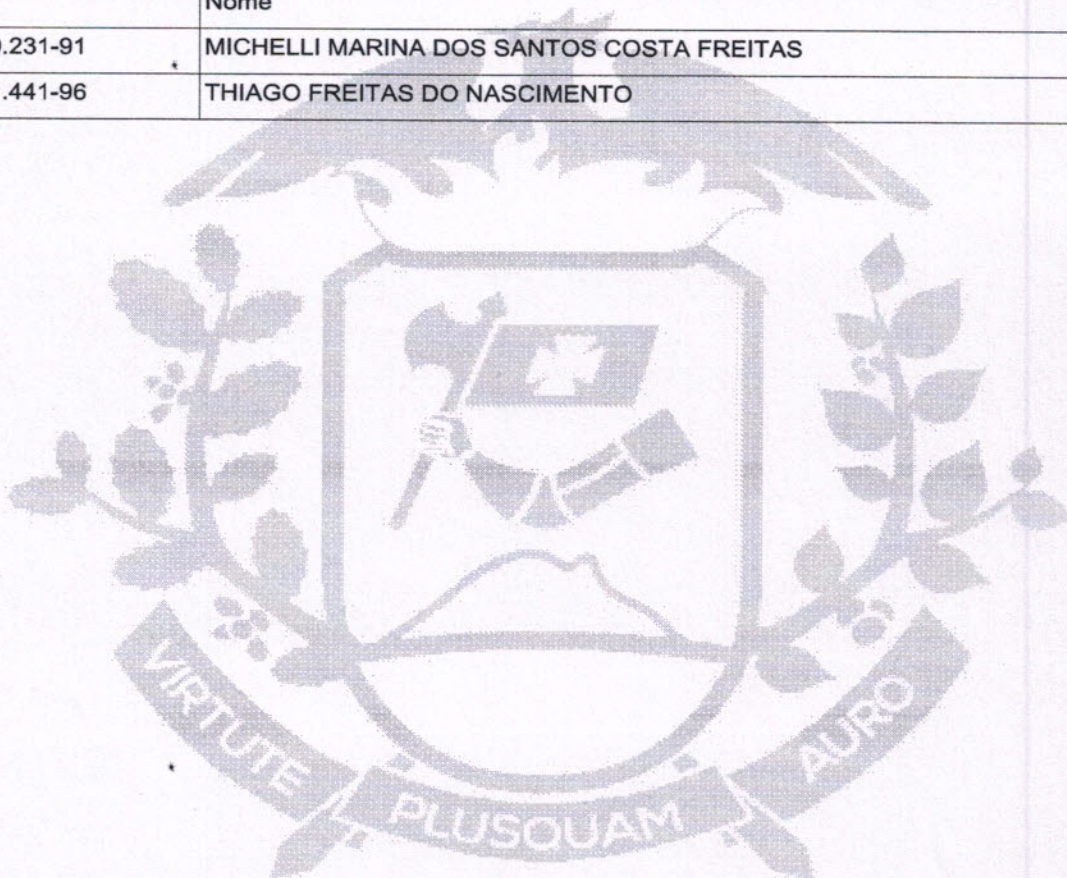 Nome
.231-91 MICHELLI MARINA DOS SANTOS COSTA FREITAS
.441-96 THIAGO FREITAS DO NASCIMENTO
VIRTUTE PLUSQUAM AURO